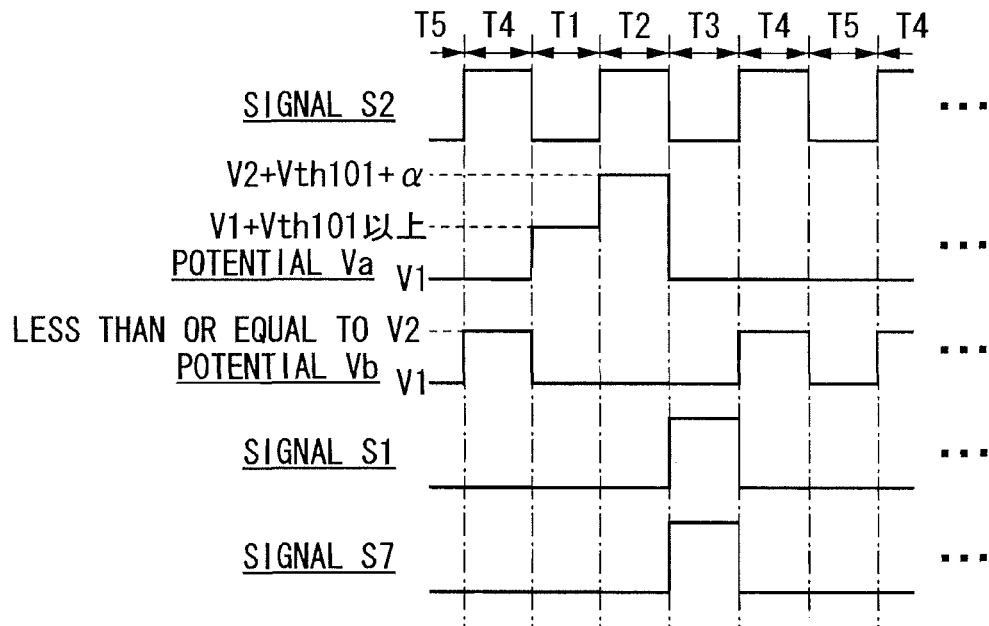 T5 T4 T1 T2 T3 T4 T5 T4
SIGNAL S2
V2+Vth101+α
V1+Vth101以上
POTENTIAL Va V1
LESS THAN OR EQUAL TO V2
POTENTIAL Vb V1
SIGNAL S1
SIGNAL S7